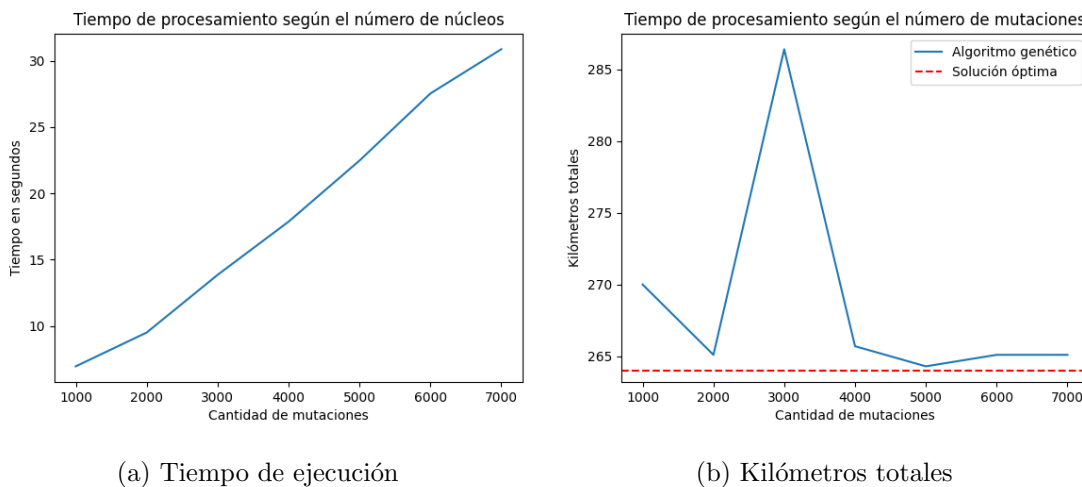 Tiempo de procesamiento según el número de núcleos
Tiempo en segundos
30
25
20
15
10
1000 2000 3000 4000 5000 6000 7000
Cantidad de mutaciones
(a) Tiempo de ejecución
Tiempo de procesamiento según el número de mutaciones
Kilómetros totales
285
280
275
270
265
Algoritmo genético
Solución óptima
1000 2000 3000 4000 5000 6000 7000
Cantidad de mutaciones
(b) Kilómetros totales